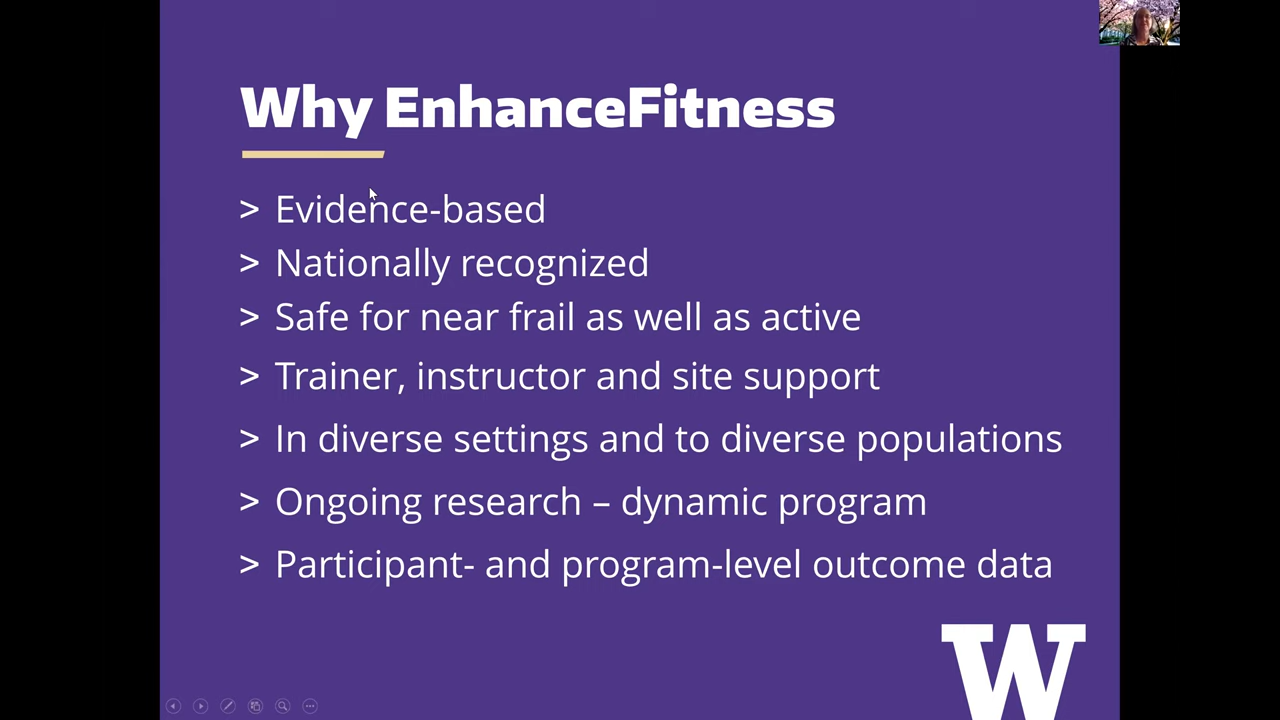 Why EnhanceFitness
> Evidence-based
> Nationally recognized
> Safe for near frail as well as active
> Trainer, instructor and site support
> In diverse settings and to diverse populations
> Ongoing research – dynamic program
> Participant- and program-level outcome data
W